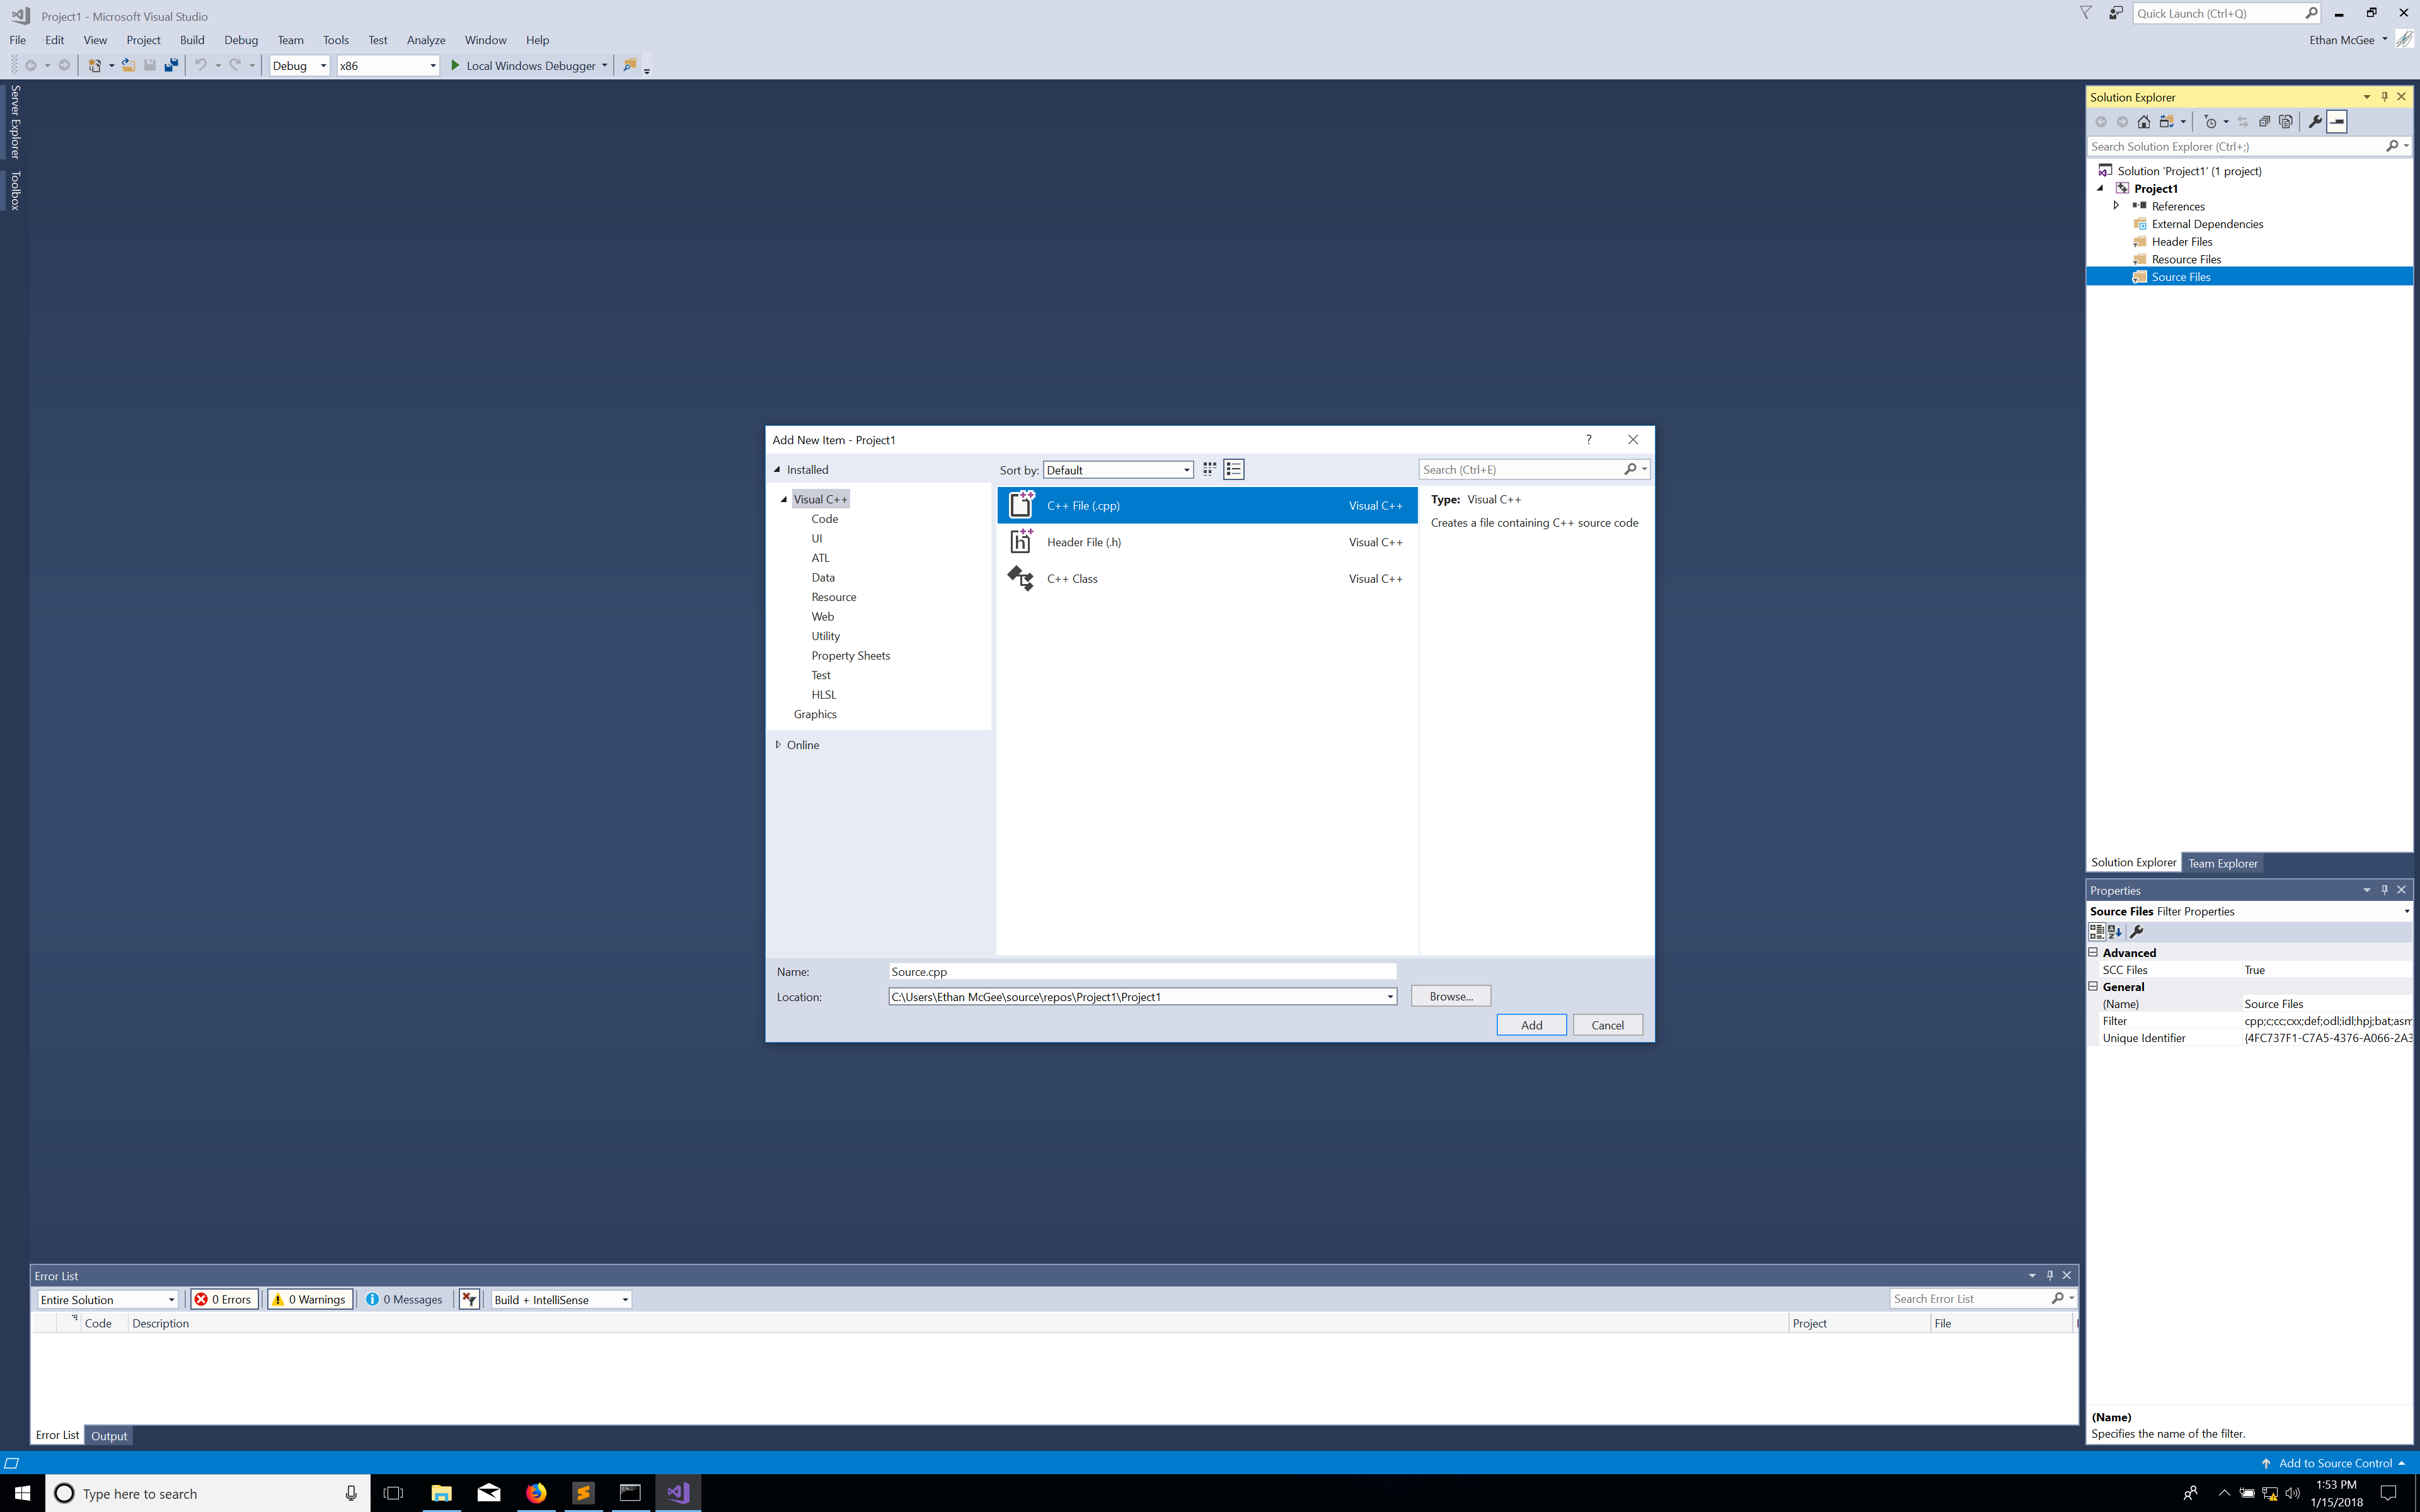 Project1 - Microsoft Visual Studio
Quick Launch (Ctrl+Q)
File Edit View Project Build Debug Team Tools Test Analyze Window Help
Ethan McGee
Debug x86 Local Windows Debugger
Server Explorer
Toolbox
Solution Explorer
Search Solution Explorer (Ctrl+;)
Solution 'Project1' (1 project)
Project1
References
External Dependencies
Header Files
Resource Files
Source Files
Add New Item - Project1
?
Installed
Sort by: Default
Search (Ctrl+E)
Visual C++
Code
UI
ATL
Data
Resource
Web
Utility
Property Sheets
Test
HLSL
Graphics
Online
C++ File (.cpp) Visual C++
Header File (.h) Visual C++
C++ Class Visual C++
Type: Visual C++
Creates a file containing C++ source code
Name: Source.cpp
Location: C:\Users\Ethan McGee\source\repos\Project1\Project1
Browse...
Add Cancel
Solution Explorer Team Explorer
Properties
Source Files Filter Properties
Advanced
SCC Files True
General
(Name) Source Files
Filter cpp;c;cc;cxx;def;odl;idl;hpj;bat;asm
Unique Identifier {4FC737F1-C7A5-4376-A066-2A3
(Name)
Specifies the name of the filter.
Error List
Entire Solution 0 Errors 0 Warnings 0 Messages Build + IntelliSense
Search Error List
Code Description Project File
Error List Output
Add to Source Control
Type here to search
1:53 PM
1/15/2018